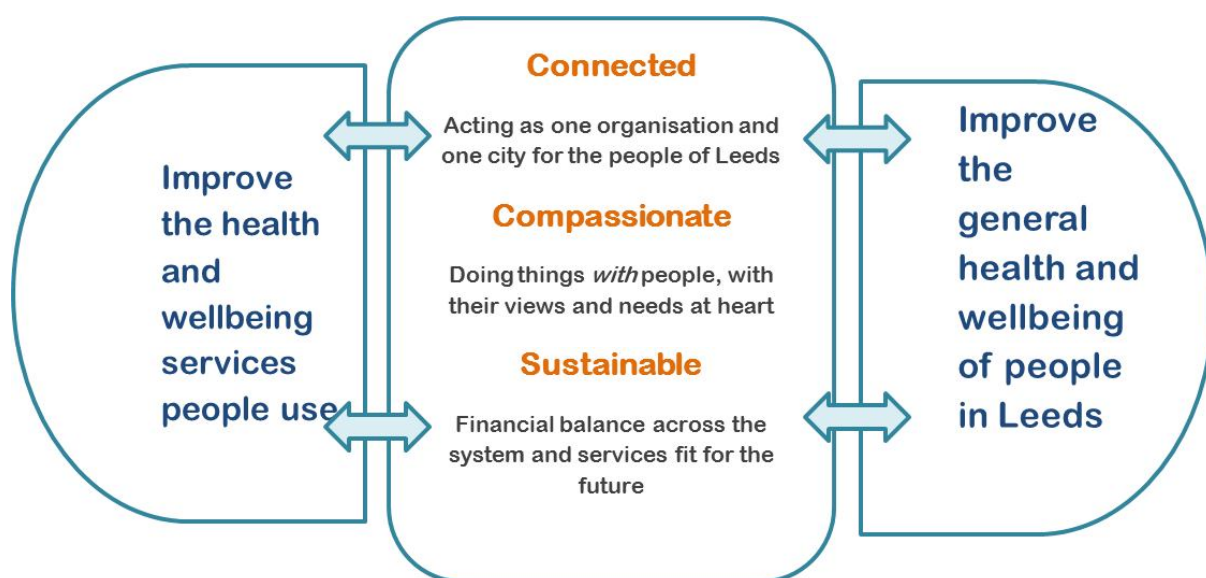 Improve
the health
and
wellbeing
services
people use
Connected
Acting as one organisation and
one city for the people of Leeds
Compassionate
Doing things with people, with
their views and needs at heart
Sustainable
Financial balance across the
system and services fit for the
future
Improve
the
general
health and
wellbeing
of people
in Leeds